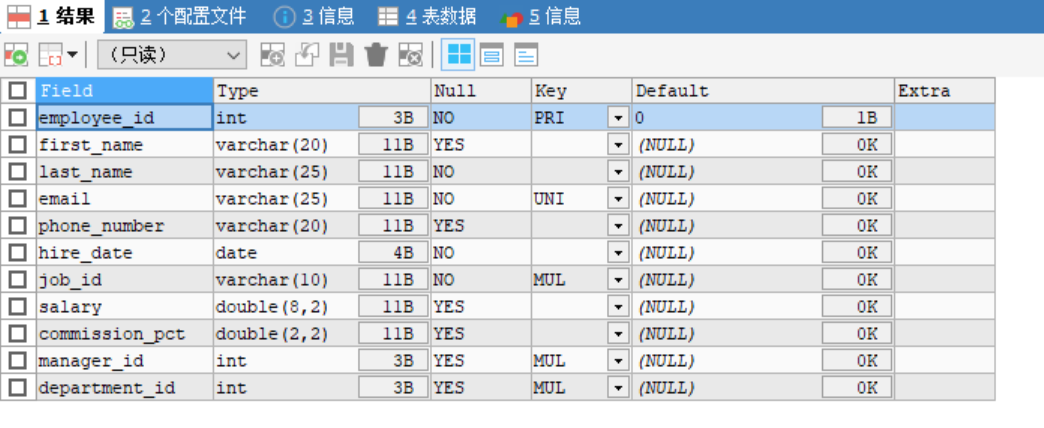 1 结果 2 个配置文件 3 信息 4 表数据 5 信息
（只读）
Field Type Null Key Default Extra
employee_id int 3B NO PRI 0 1B
first_name varchar(20) 11B YES (NULL) 0K
last_name varchar(25) 11B NO (NULL) 0K
email varchar(25) 11B NO UNI (NULL) 0K
phone_number varchar(20) 11B YES (NULL) 0K
hire_date date 4B NO (NULL) 0K
job_id varchar(10) 11B NO MUL (NULL) 0K
salary double(8,2) 11B YES (NULL) 0K
commission_pct double(2,2) 11B YES (NULL) 0K
manager_id int 3B YES MUL (NULL) 0K
department_id int 3B YES MUL (NULL) 0K